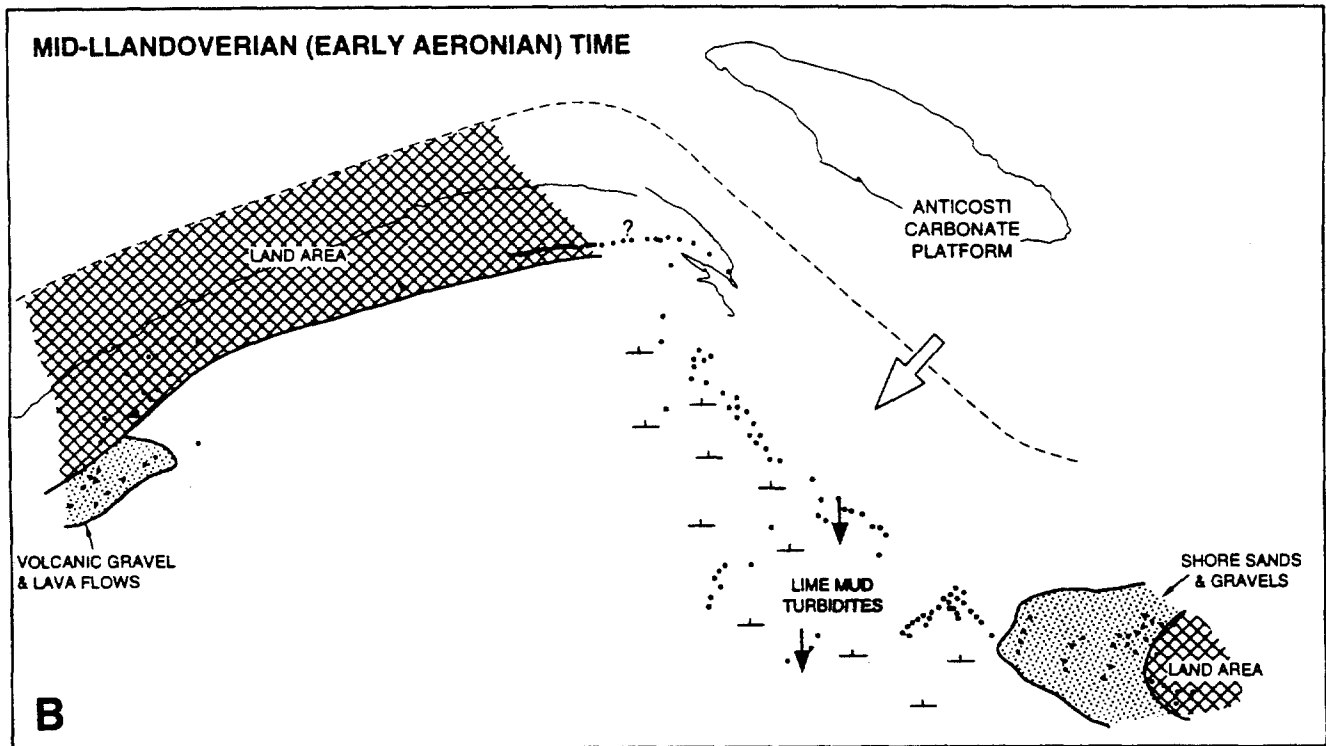 MID-LLANDOVERIAN (EARLY AERONIAN) TIME
ANTICOSTI
CARBONATE
PLATFORM
LAND AREA
?
VOLCANIC GRAVEL
& LAVA FLOWS
LIME MUD
TURBIDITES
SHORE SANDS
& GRAVELS
LAND AREA
B